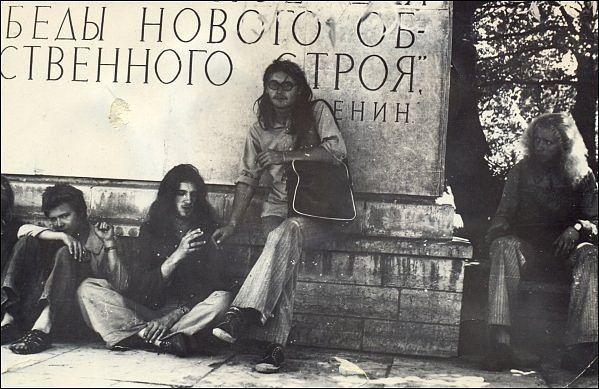 БЕДЫ НОВОГО ОБ-
СТВЕННОГО СТРОЯ”.
ЕНИН